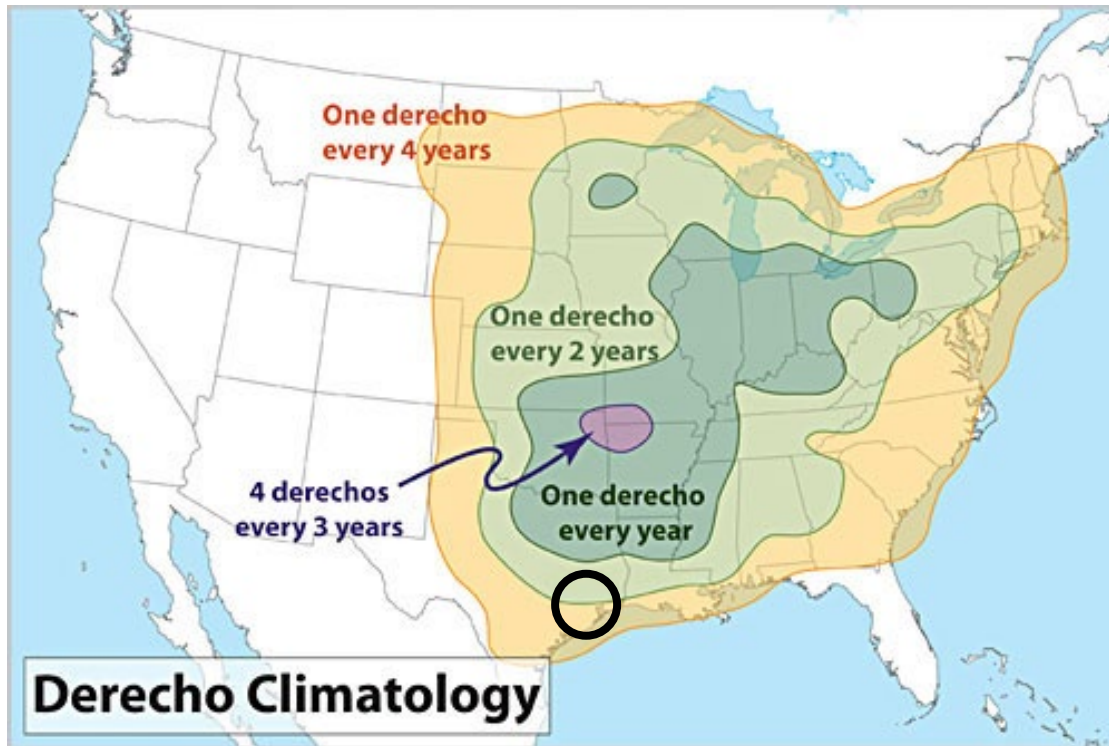 One derecho
every 4 years
One derecho
every 2 years
4 derechos
every 3 years
One derecho
every year
Derecho Climatology